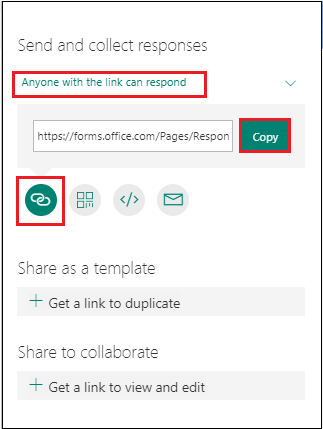 Send and collect responses
Anyone with the link can respond
https://forms.office.com/Pages/Respon
Copy
</>
Share as a template
+ Get a link to duplicate
Share to collaborate
+ Get a link to view and edit